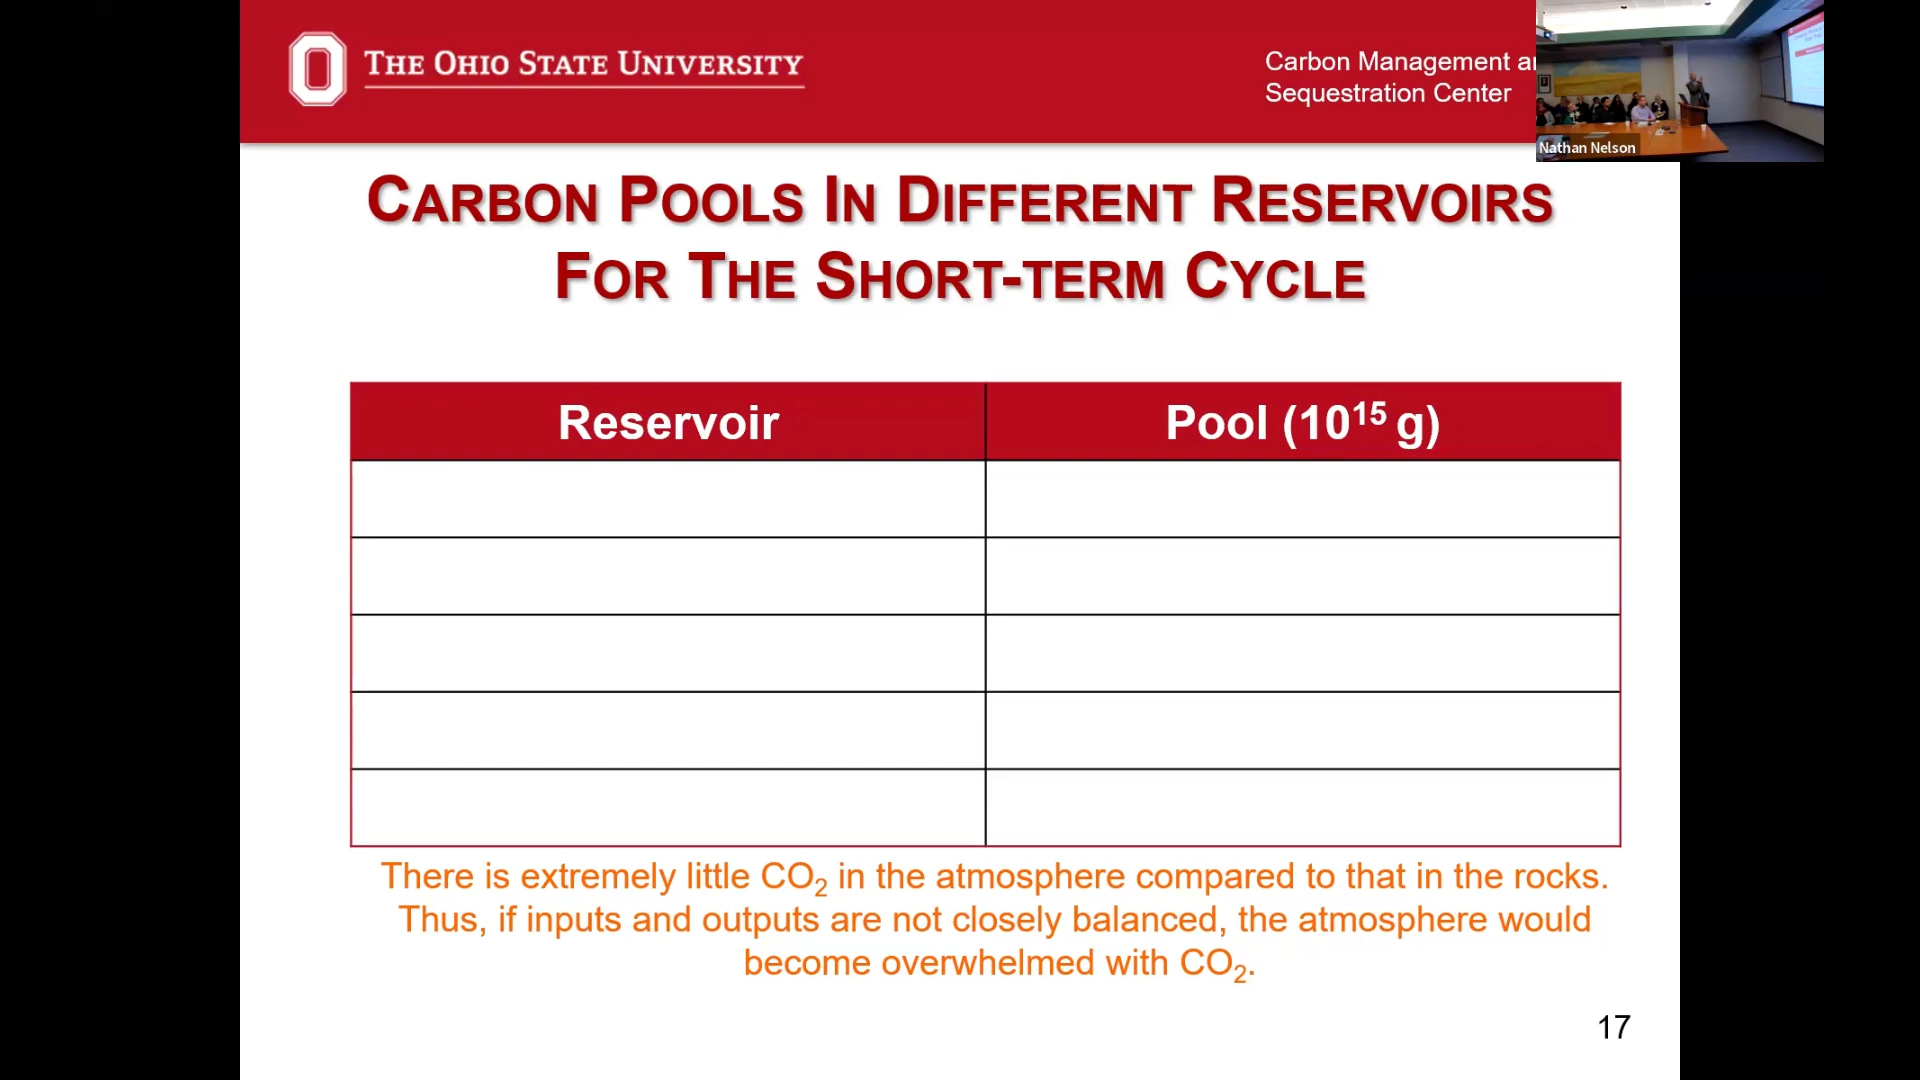 THE OHIO STATE UNIVERSITY
Carbon Management
Sequestration Center
Nathan Nelson
CARBON POOLS IN DIFFERENT RESERVOIRS
FOR THE SHORT-TERM CYCLE
Reservoir Pool (10¹⁵ g)
There is extremely little CO₂ in the atmosphere compared to that in the rocks.
Thus, if inputs and outputs are not closely balanced, the atmosphere would
become overwhelmed with CO₂.
17